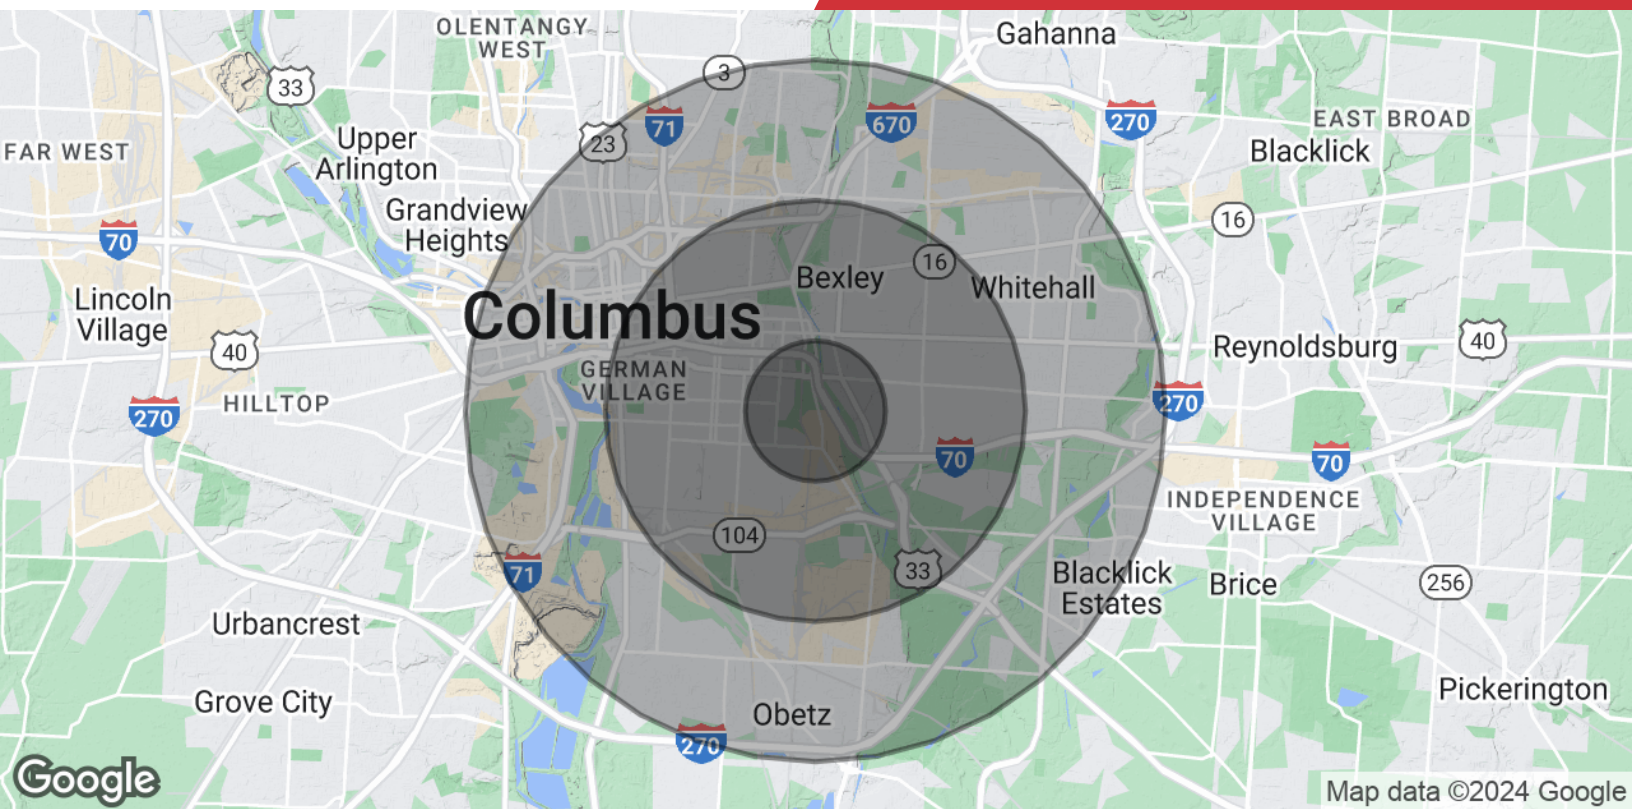 OLENTANGY
WEST
Gahanna
3
33
71
670
270
EAST BROAD
23
Upper
Arlington
FAR WEST
Blacklick
Grandview
Heights
16
70
16
Bexley
Whitehall
Lincoln
Village
Columbus
40
Reynoldsburg
40
GERMAN
VILLAGE
HILLTOP
270
270
70
70
INDEPENDENCE
VILLAGE
104
71
33
Blacklick
Estates
Brice
256
Urbancrest
Grove City
Pickerington
Obetz
270
Google
Map data ©2024 Google